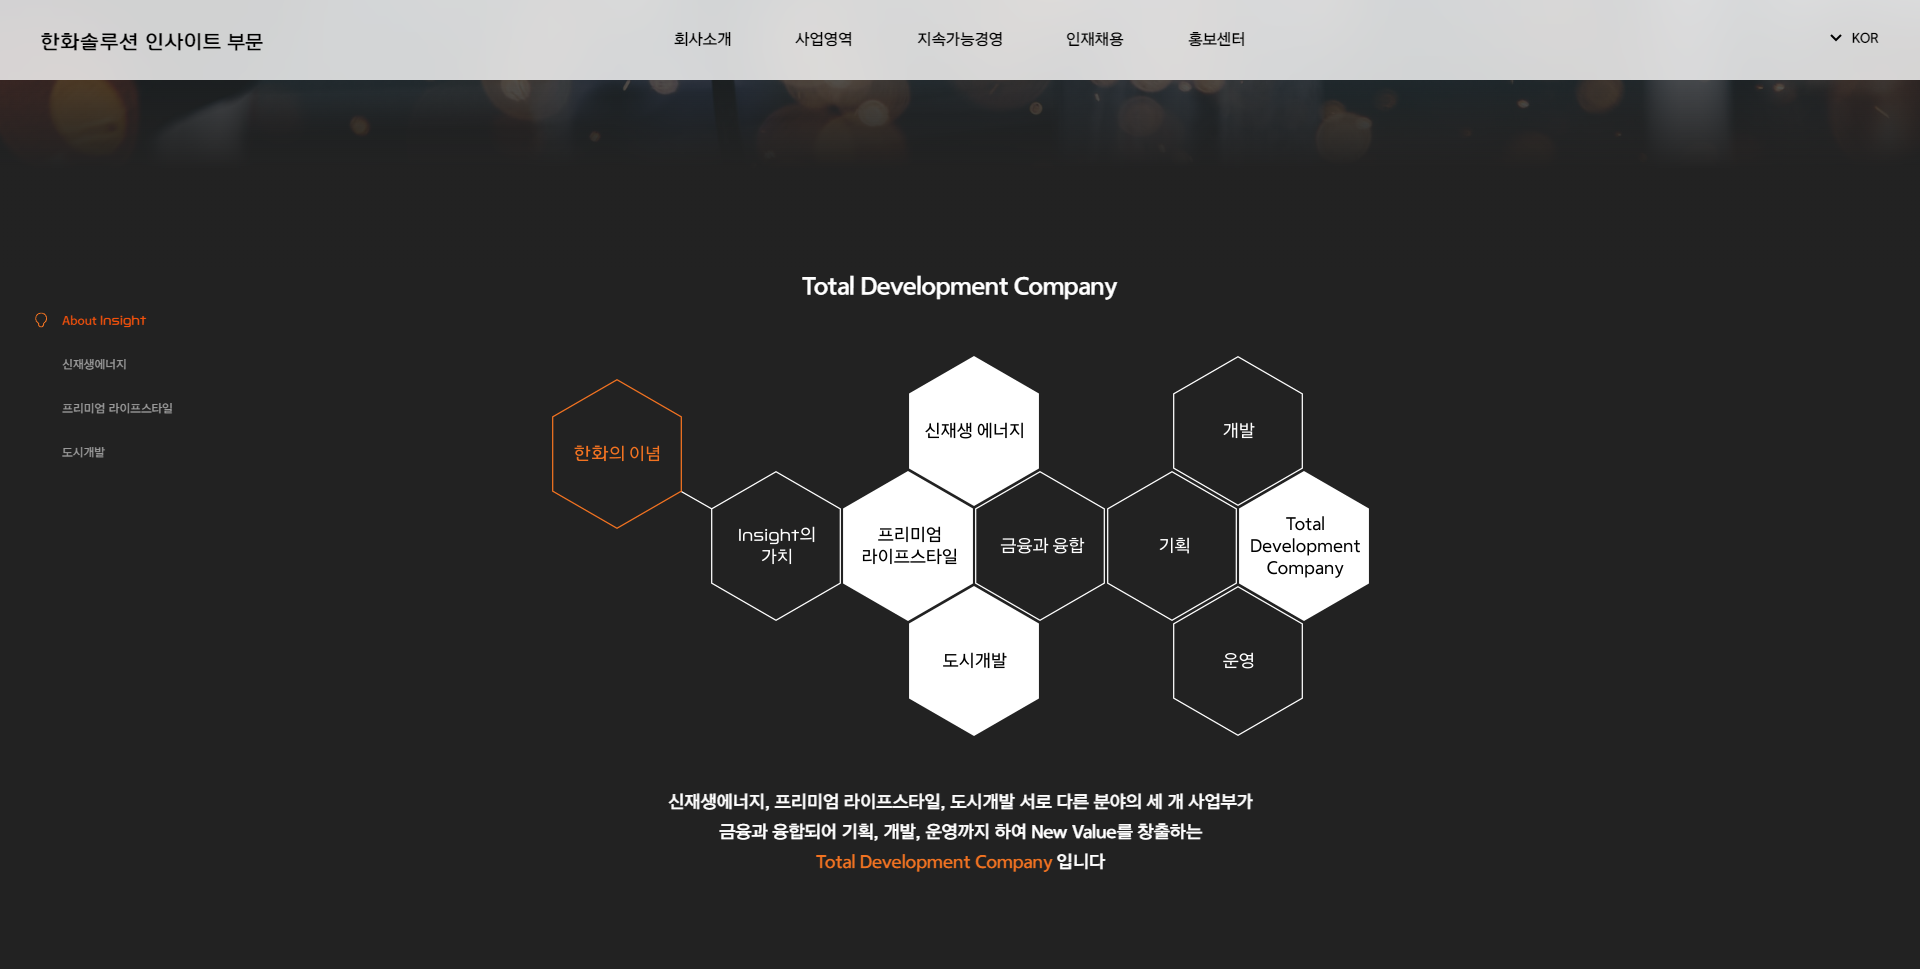 한화솔루션 인사이트 부문
회사소개
사업영역
지속가능경영
인재채용
홍보센터
KOR
About Insight
신재생에너지
프리미엄 라이프스타일
도시개발
Total Development Company
한화의 이념
Insight의
가치
신재생 에너지
프리미엄
라이프스타일
도시개발
금융과 융합
기획
개발
Total
Development
Company
운영
신재생에너지, 프리미엄 라이프스타일, 도시개발 서로 다른 분야의 세 개 사업부가
금융과 융합되어 기획, 개발, 운영까지 하여 New Value를 창출하는
Total Development Company 입니다